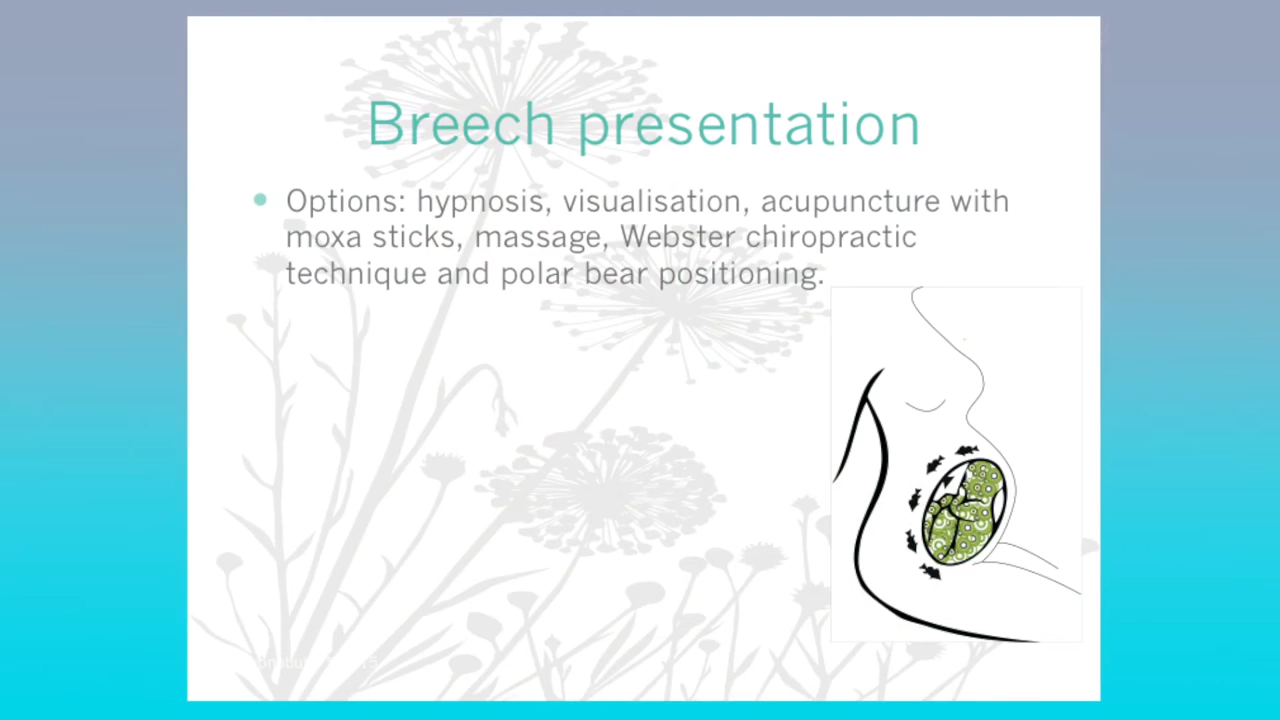 Breech presentation
• Options: hypnosis, visualisation, acupuncture with
moxa sticks, massage, Webster chiropractic
technique and polar bear positioning.